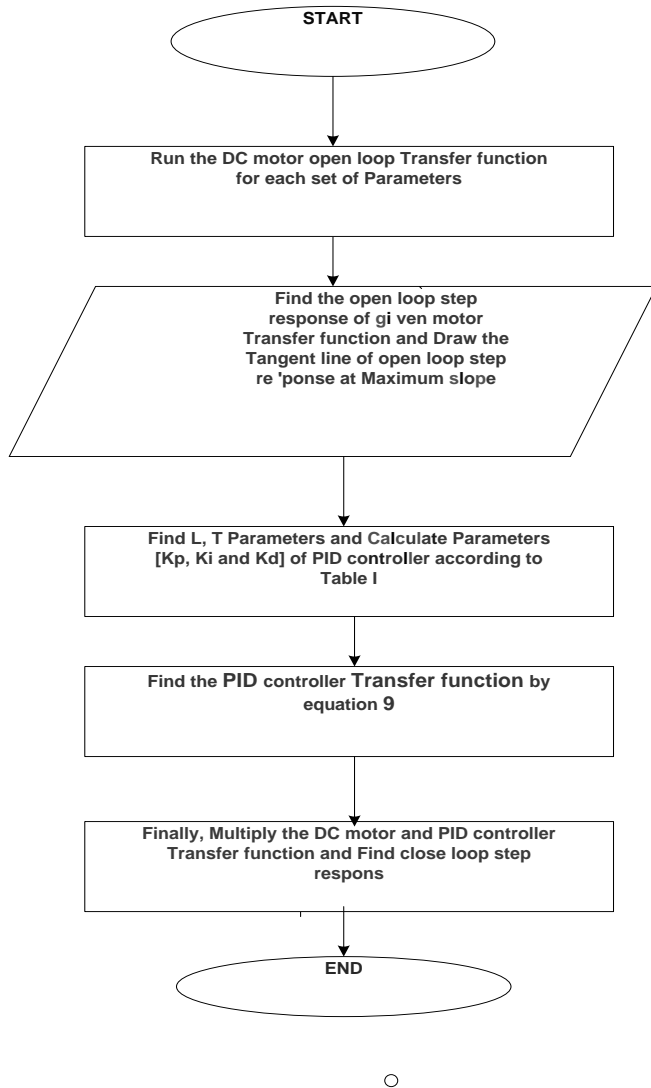 START
Run the DC motor open loop Transfer function
for each set of Parameters
Find the open loop step
response of gi ven motor
Transfer function and Draw the
Tangent line of open loop step
re 'ponse at Maximum slope
Find L, T Parameters and Calculate Parameters
[Kp, Ki and Kd] of PID controller according to
Table I
Find the PID controller Transfer function by
equation 9
Finally, Multiply the DC motor and PID controller
Transfer function and Find close loop step
respons
END